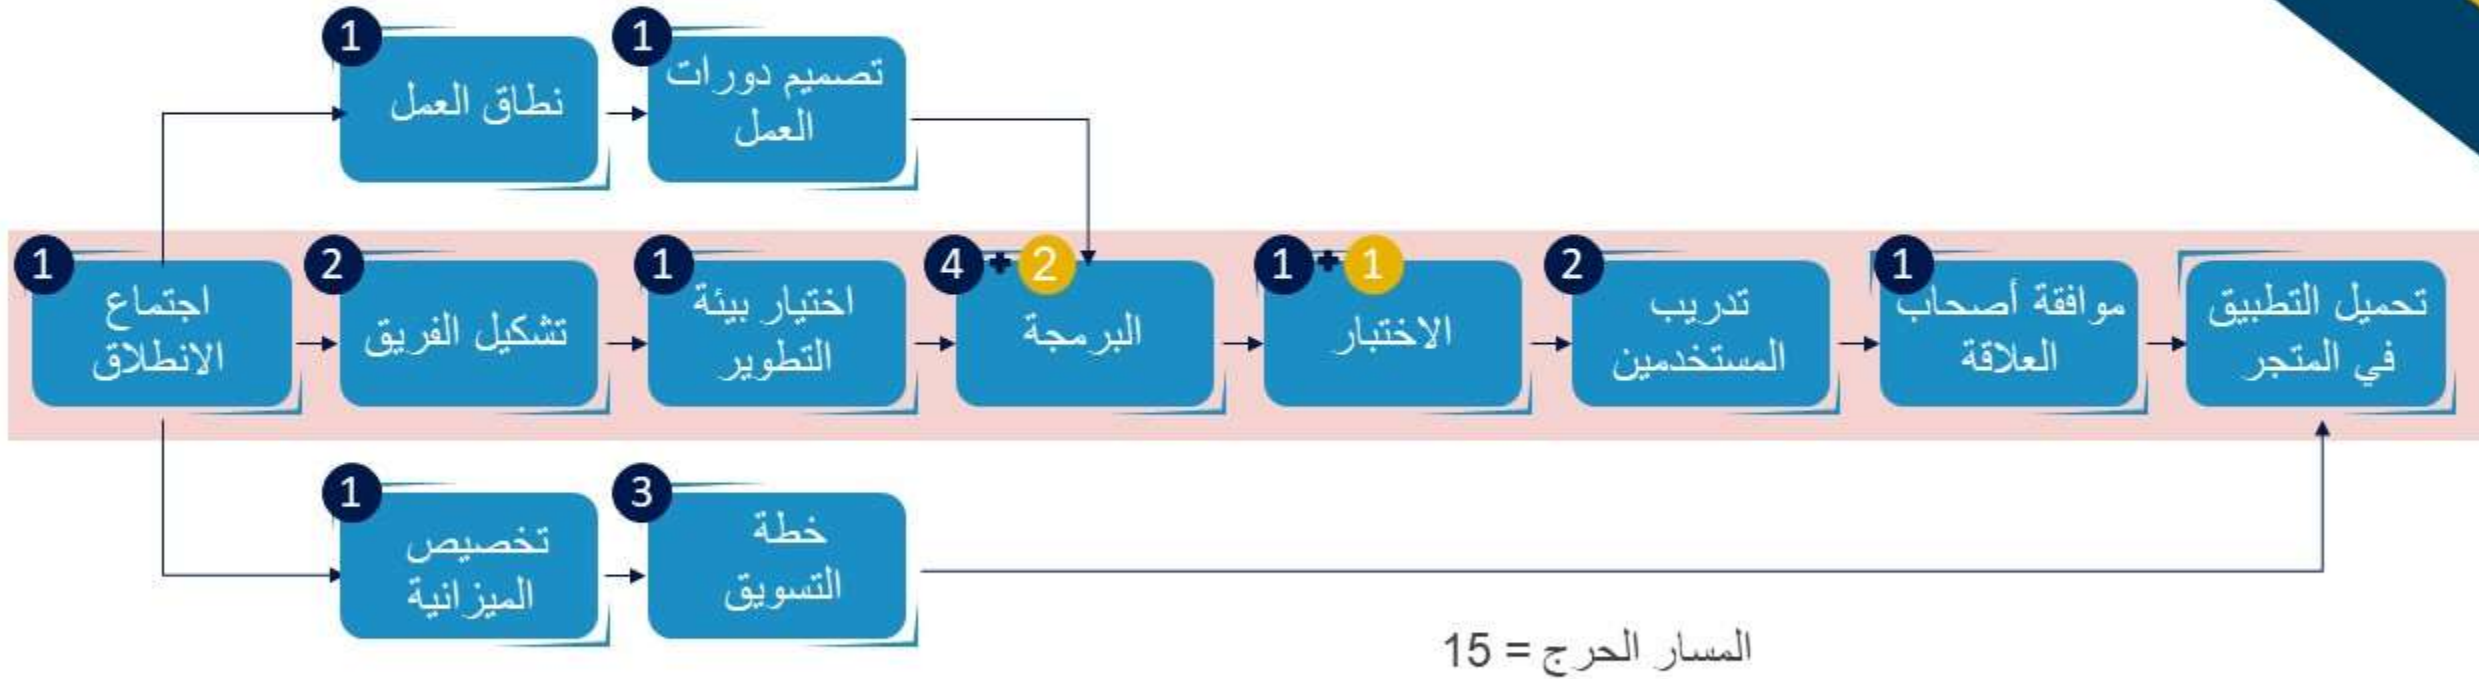 1
نطاق العمل
1
تصميم دورات
العمل
1
اجتماع
الانطلاق
2
تشكيل الفريق
1
اختيار بيئة
التطوير
4 + 2
البرمجة
1 + 1
الاختبار
2
تدريب
المستخدمين
1
موافقة أصحاب
العلاقة
تحميل التطبيق
في المتجر
1
تخصيص
الميزانية
3
خطة
التسويق
المسار الحرج = 15